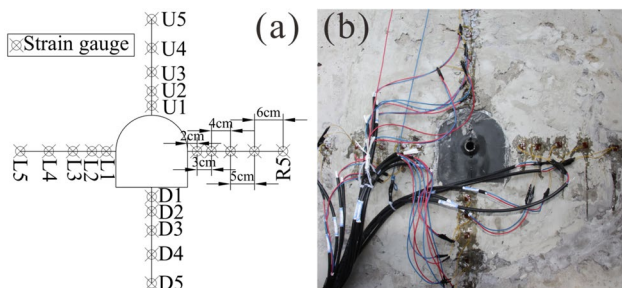 U5
(a)
(b)
Strain gauge
U4
U3
U2
U1
4cm
6cm
2cm
L5
L4
L3
L2
L1
R5
3cm
5cm
D1
D2
D3
D4
D5